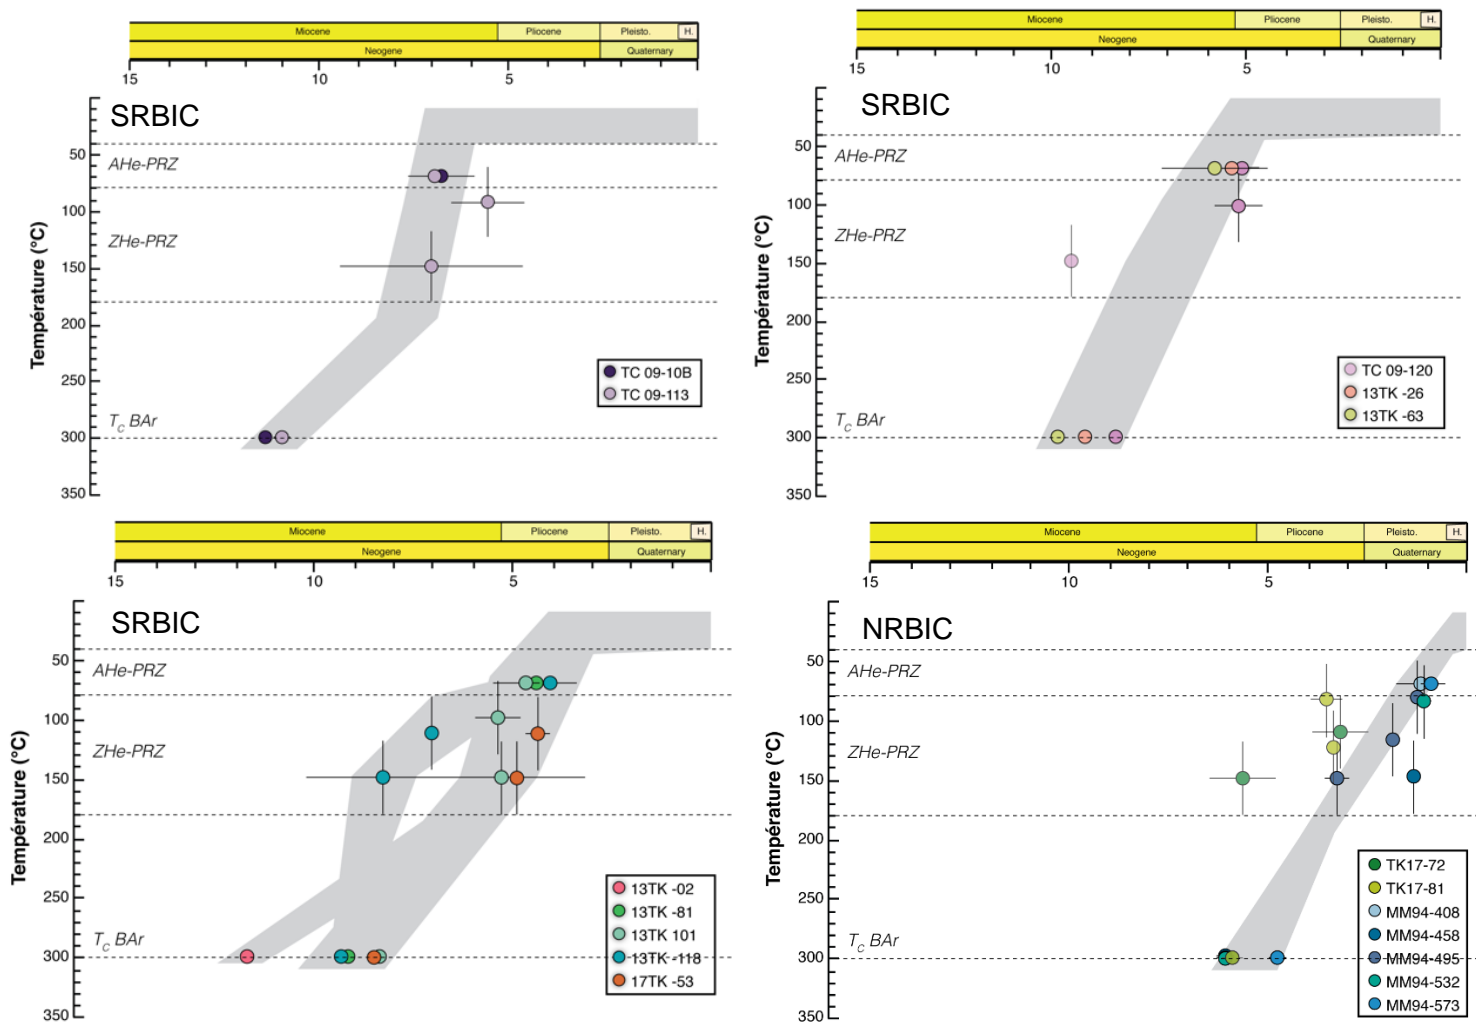 Miocene Pliocene Pleisto. H.
Neogene Quaternary
15 10 5
SRBIC
AHe-PRZ
ZHe-PRZ
T_C BAr
50
100
150
200
250
300
350
Température (°C)
TC 09-10B
TC 09-113
Miocene Pliocene Pleisto. H.
Neogene Quaternary
15 10 5
SRBIC
AHe-PRZ
ZHe-PRZ
T_C BAr
50
100
150
200
250
300
350
Température (°C)
TC 09-120
13TK -26
13TK -63
Miocene Pliocene Pleisto. H.
Neogene Quaternary
15 10 5
SRBIC
AHe-PRZ
ZHe-PRZ
T_C BAr
50
100
150
200
250
300
350
Température (°C)
13TK -02
13TK -81
13TK 101
13TK -118
17TK -53
Miocene Pliocene Pleisto. H.
Neogene Quaternary
15 10 5
NRBIC
AHe-PRZ
ZHe-PRZ
T_C BAr
50
100
150
200
250
300
350
Température (°C)
TK17-72
TK17-81
MM94-408
MM94-458
MM94-495
MM94-532
MM94-573